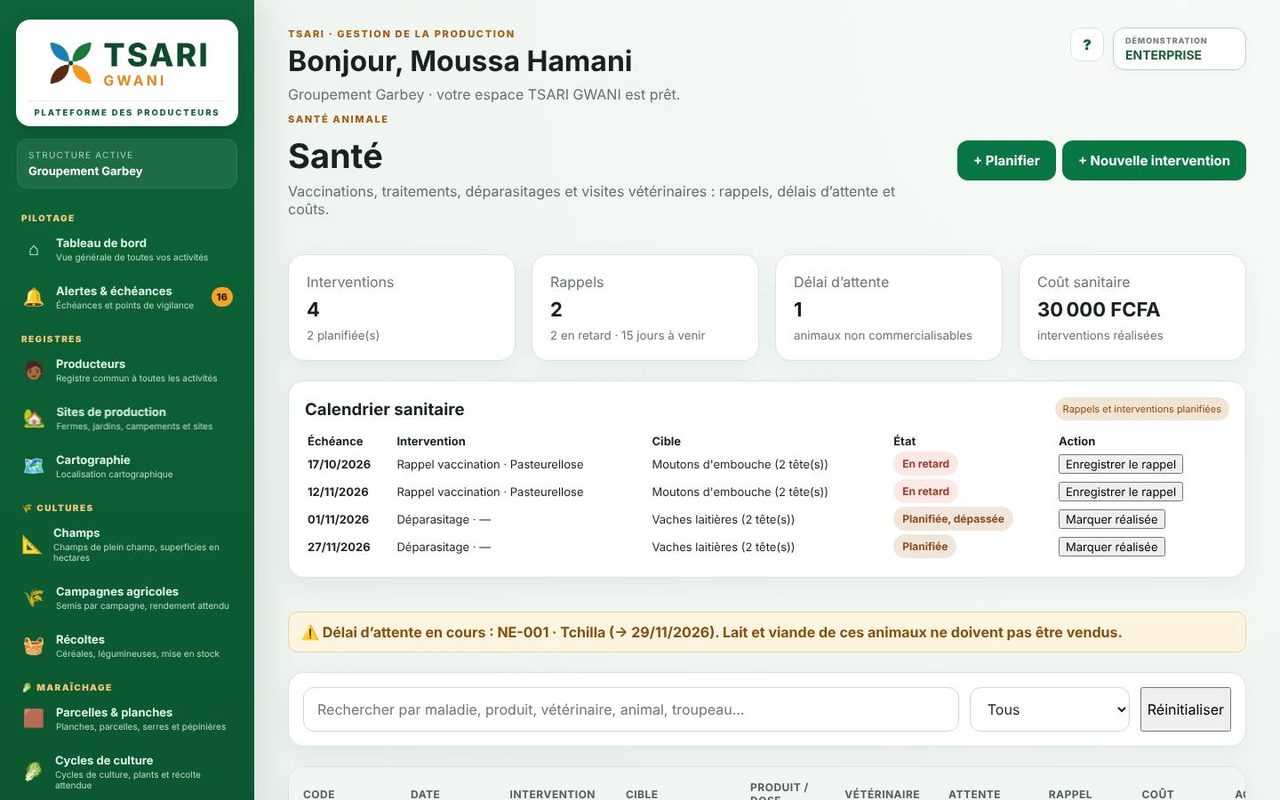 TSARI
GWANI
PLATEFORME DES PRODUCTEURS
STRUCTURE ACTIVE
Groupement Garbey
PILOTAGE
Tableau de bord
Vue générale de toutes vos activités
Alertes & échéances
Échéances et points de vigilance
16
REGISTRES
Producteurs
Registre commun à toutes les activités
Sites de production
Fermes, jardins, campements et sites
Cartographie
Localisation cartographique
CULTURES
Champs
Champs de plein champ, superficies en
hectares
Campagnes agricoles
Semis par campagne, rendement attendu
Récoltes
Céréales, légumineuses, mise en stock
MARAÎCHAGE
Parcelles & planches
Planches, parcelles, serres et pépinières
Cycles de culture
Cycles de culture, plants et récolte
attendue
TSARI · GESTION DE LA PRODUCTION
Bonjour, Moussa Hamani
Groupement Garbey · votre espace TSARI GWANI est prêt.
?
DÉMONSTRATION
ENTERPRISE
SANTÉ ANIMALE
Santé
Vaccinations, traitements, déparasitages et visites vétérinaires : rappels, délais d’attente et
coûts.
+ Planifier
+ Nouvelle intervention
Interventions
4
2 planifiée(s)
Rappels
2
2 en retard · 15 jours à venir
Délai d’attente
1
animaux non commercialisables
Coût sanitaire
30 000 FCFA
interventions réalisées
Calendrier sanitaire
Rappels et interventions planifiées
Échéance Intervention Cible État Action
17/10/2026 Rappel vaccination · Pasteurellose Moutons d'embouche (2 tête(s)) En retard Enregistrer le rappel
12/11/2026 Rappel vaccination · Pasteurellose Moutons d'embouche (2 tête(s)) En retard Enregistrer le rappel
01/11/2026 Déparasitage · — Vaches laitières (2 tête(s)) Planifiée, dépassée Marquer réalisée
27/11/2026 Déparasitage · — Vaches laitières (2 tête(s)) Planifiée Marquer réalisée
⚠️ Délai d’attente en cours : NE-001 · Tchilla (→ 29/11/2026). Lait et viande de ces animaux ne doivent pas être vendus.
Rechercher par maladie, produit, vétérinaire, animal, troupeau…
Tous
Réinitialiser
CODE DATE INTERVENTION CIBLE PRODUIT / DOSE VÉTÉRINAIRE ATTENTE RAPPEL COÛT